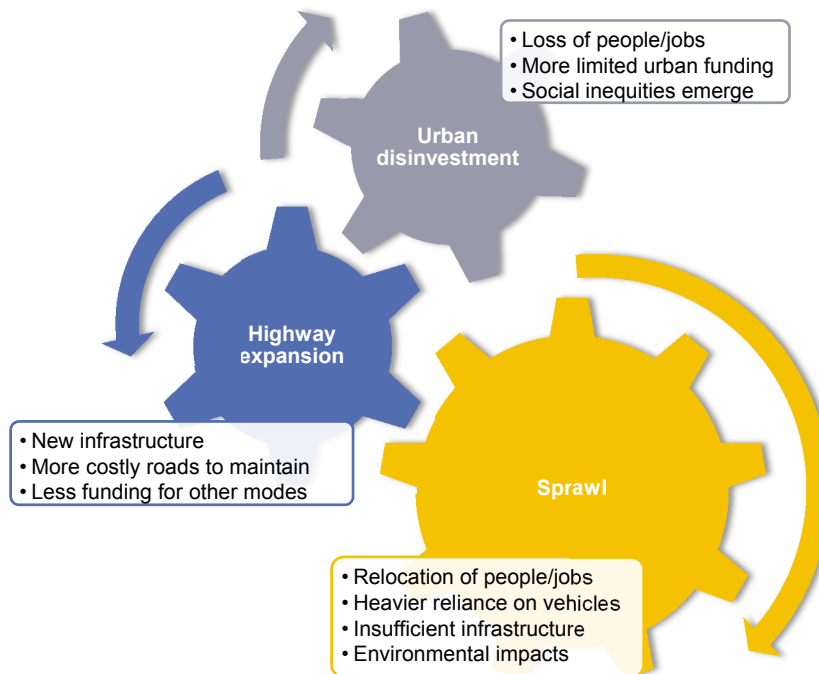 • Loss of people/jobs
• More limited urban funding
• Social inequities emerge
Urban
disinvestment
Highway
expansion
• New infrastructure
• More costly roads to maintain
• Less funding for other modes
Sprawl
• Relocation of people/jobs
• Heavier reliance on vehicles
• Insufficient infrastructure
• Environmental impacts